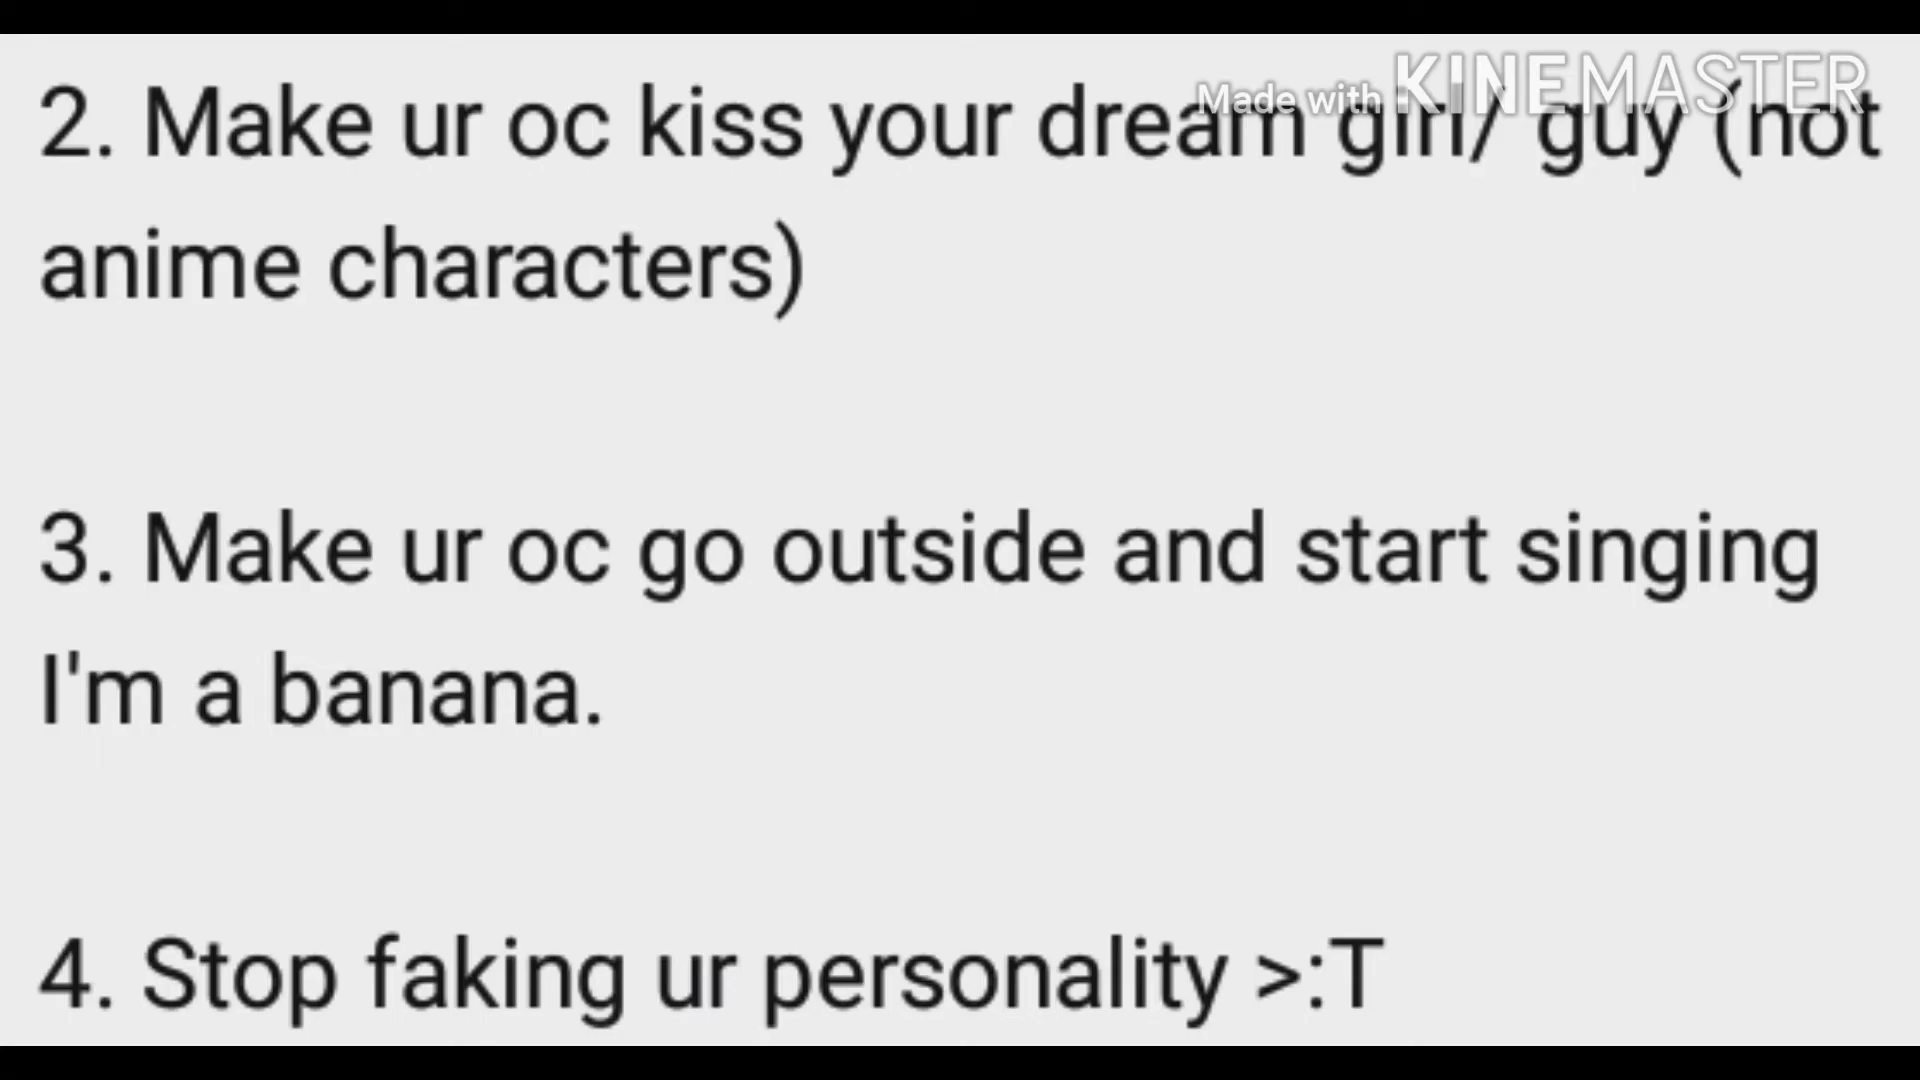 Made with KINEMASTER
2. Make ur oc kiss your dream girl/ guy (not
anime characters)
3. Make ur oc go outside and start singing
I'm a banana.
4. Stop faking ur personality >:T